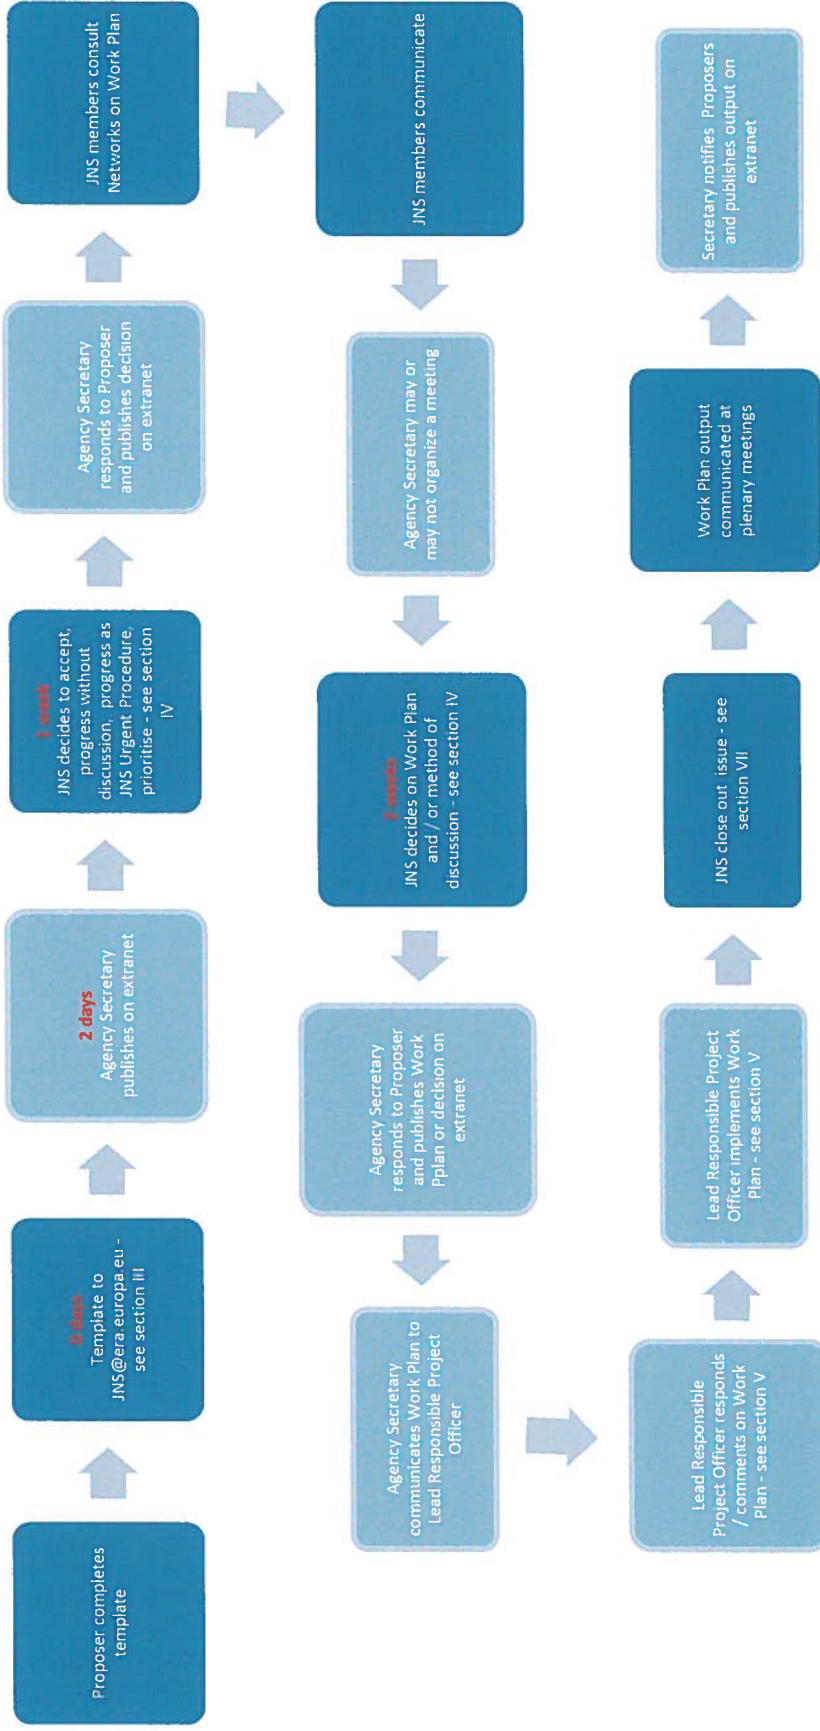 Proposer completes
template
0 days
Template to
JNS@era.europa.eu -
see section III
2 days
Agency Secretary
publishes on extranet
1 week
JNS decides to accept,
progress without
discussion, progress as
JNS Urgent Procedure,
prioritise - see section
IV
Agency Secretary
responds to Proposer
and publishes decision
on extranet
JNS members consult
Networks on Work Plan
JNS members communicate
Agency Secretary may or
may not organize a meeting
2 weeks
JNS decides on Work Plan
and / or method of
discussion - see section IV
Agency Secretary
responds to Proposer
and publishes Work
Pplan or decision on
extranet
Agency Secretary
communicates Work Plan to
Lead Responsible Project
Officer
Lead Responsible
Project Officer responds
/ comments on Work
Plan - see section V
Lead Responsible Project
Officer implements Work
Plan - see section V
JNS close out issue - see
section VII
Work Plan output
communicated at
plenary meetings
Secretary notifies Proposers
and publishes output on
extranet